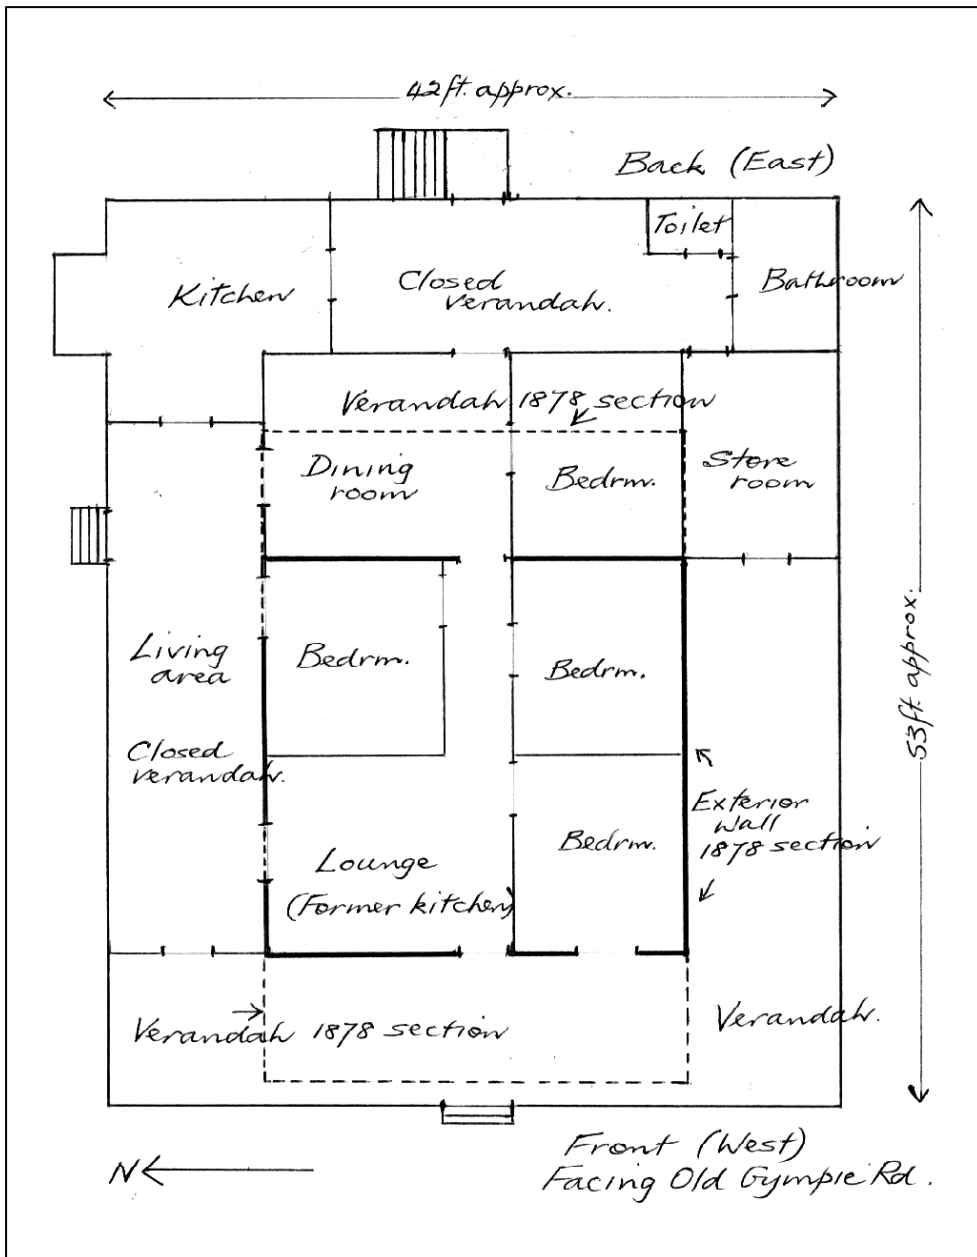 42ft. approx.
Back (East)
Toilet
Kitchen
Closed
verandah.
Bathroom
Verandah 1878 section
Dining
room
Bedrm.
Store
room
Living
area
Bedrm.
Bedrm.
53ft. approx
Closed
verandah.
Exterior
Wall
1878 section
Lounge
(Former kitchen)
Bedrm.
Verandah 1878 section
Verandah.
Front (West)
Facing Old Gympie Rd.
N